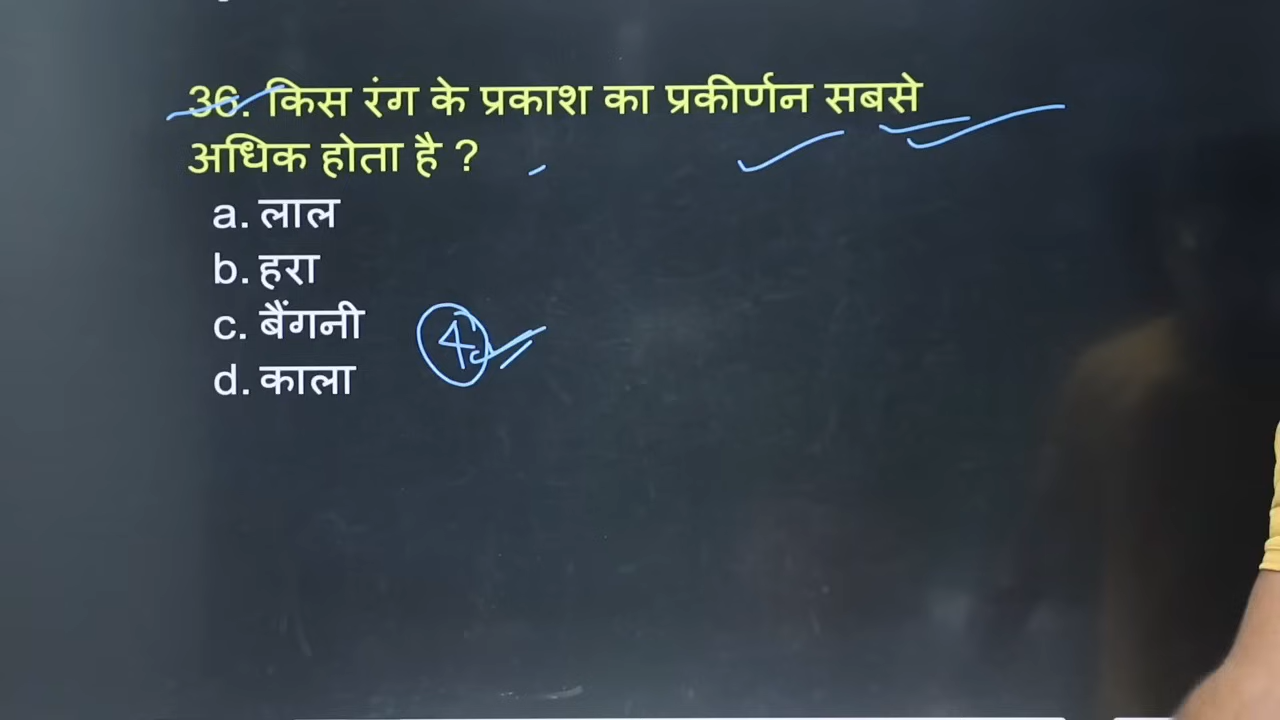 36. किस रंग के प्रकाश का प्रकीर्णन सबसे
अधिक होता है ?
a. लाल
b. हरा
c. बैंगनी
d. काला